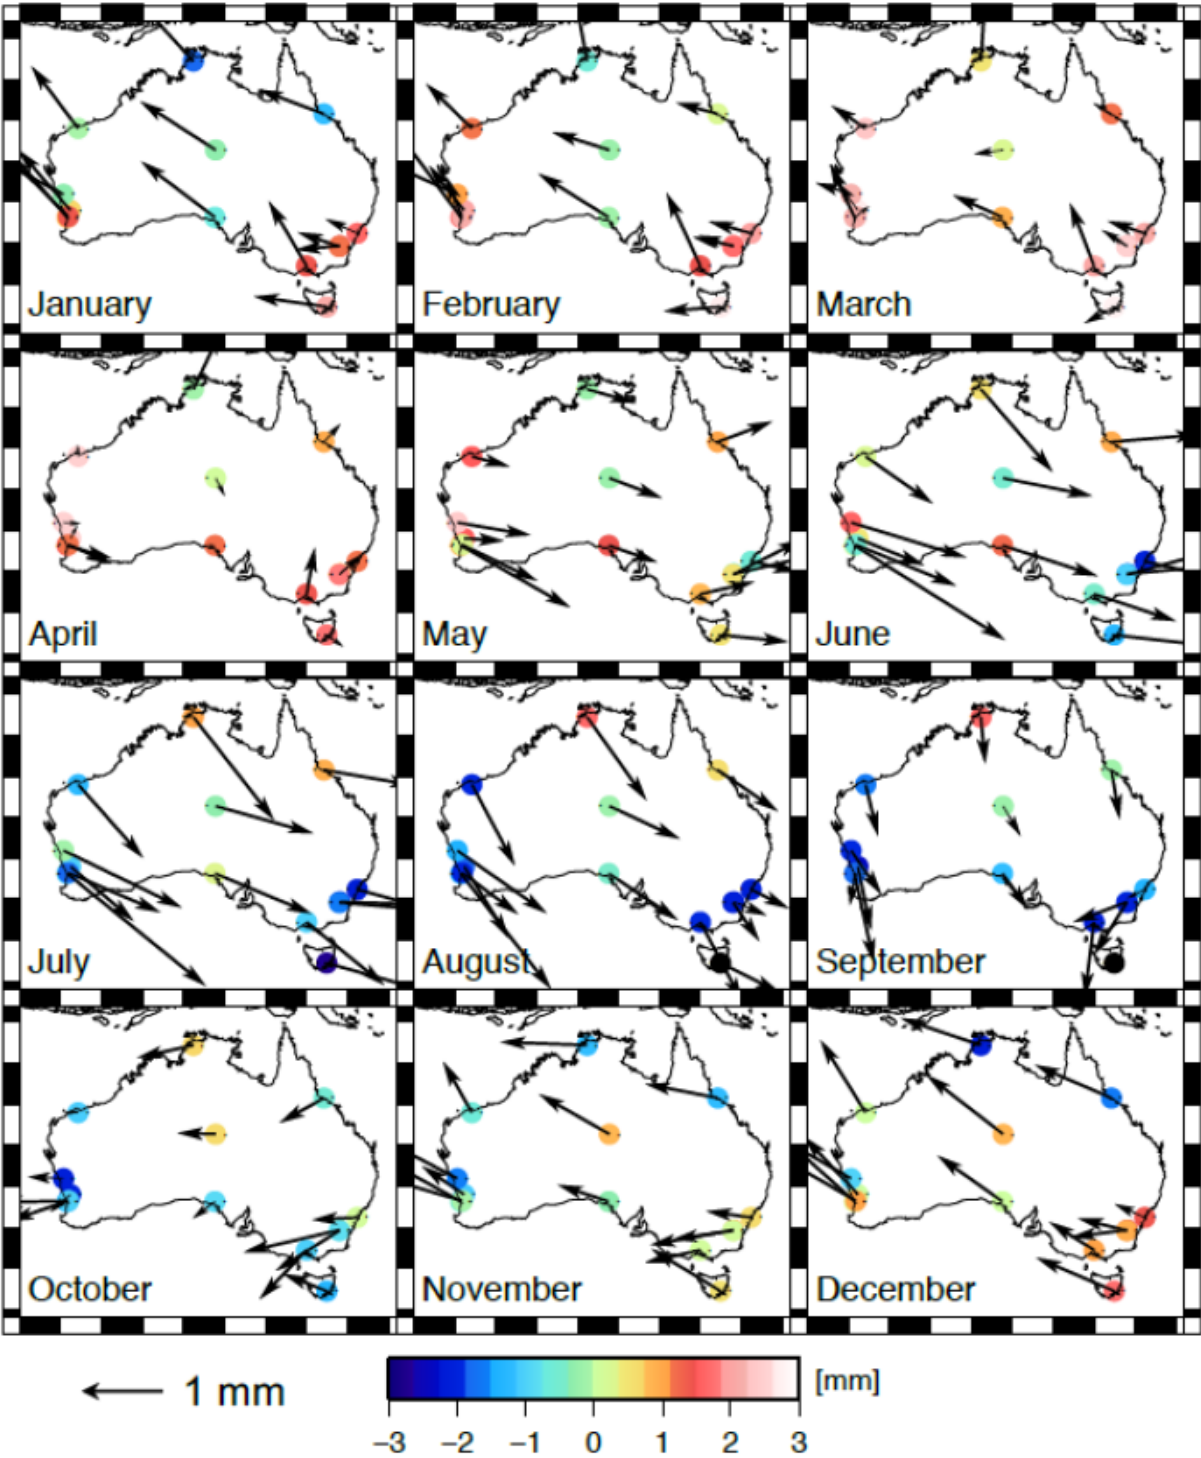 January
February
March
April
May
June
July
August
September
October
November
December
1 mm
[mm]
−3 −2 −1 0 1 2 3